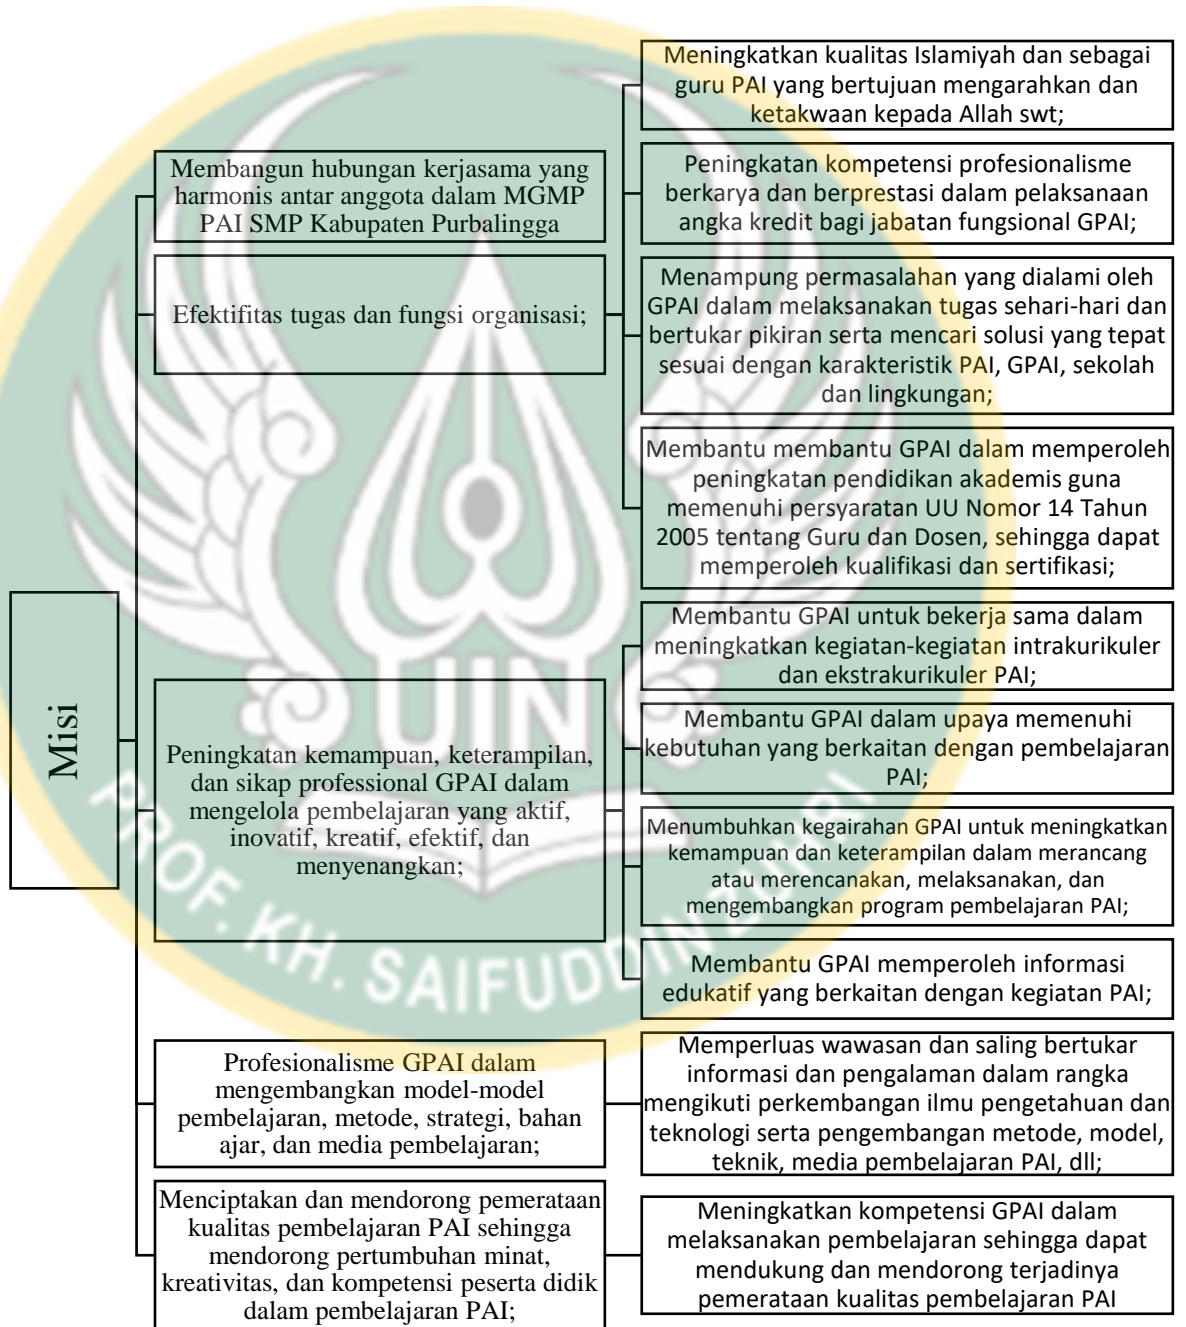 Misi
Membangun hubungan kerjasama yang
harmonis antar anggota dalam MGMP
PAI SMP Kabupaten Purbalingga
Efektifitas tugas dan fungsi organisasi;
Meningkatkan kualitas Islamiyah dan sebagai
guru PAI yang bertujuan mengarahkan dan
ketakwaan kepada Allah swt;
Peningkatan kompetensi profesionalisme
berkarya dan berprestasi dalam pelaksanaan
angka kredit bagi jabatan fungsional GPAI;
Menampung permasalahan yang dialami oleh
GPAI dalam melaksanakan tugas sehari-hari dan
bertukar pikiran serta mencari solusi yang tepat
sesuai dengan karakteristik PAI, GPAI, sekolah
dan lingkungan;
Membantu membantu GPAI dalam memperoleh
peningkatan pendidikan akademis guna
memenuhi persyaratan UU Nomor 14 Tahun
2005 tentang Guru dan Dosen, sehingga dapat
memperoleh kualifikasi dan sertifikasi;
Peningkatan kemampuan, keterampilan,
dan sikap professional GPAI dalam
mengelola pembelajaran yang aktif,
inovatif, kreatif, efektif, dan
menyenangkan;
Membantu GPAI untuk bekerja sama dalam
meningkatkan kegiatan-kegiatan intrakurikuler
dan ekstrakurikuler PAI;
Membantu GPAI dalam upaya memenuhi
kebutuhan yang berkaitan dengan pembelajaran
PAI;
Menumbuhkan kegairahan GPAI untuk meningkatkan
kemampuan dan keterampilan dalam merancang
atau merencanakan, melaksanakan, dan
mengembangkan program pembelajaran PAI;
Membantu GPAI memperoleh informasi
edukatif yang berkaitan dengan kegiatan PAI;
Profesionalisme GPAI dalam
mengembangkan model-model
pembelajaran, metode, strategi, bahan
ajar, dan media pembelajaran;
Memperluas wawasan dan saling bertukar
informasi dan pengalaman dalam rangka
mengikuti perkembangan ilmu pengetahuan dan
teknologi serta pengembangan metode, model,
teknik, media pembelajaran PAI, dll;
Menciptakan dan mendorong pemerataan
kualitas pembelajaran PAI sehingga
mendorong pertumbuhan minat,
kreativitas, dan kompetensi peserta didik
dalam pembelajaran PAI;
Meningkatkan kompetensi GPAI dalam
melaksanakan pembelajaran sehingga dapat
mendukung dan mendorong terjadinya
pemerataan kualitas pembelajaran PAI
UIN
PROF. KH. SAIFUDDIN ZUHRI